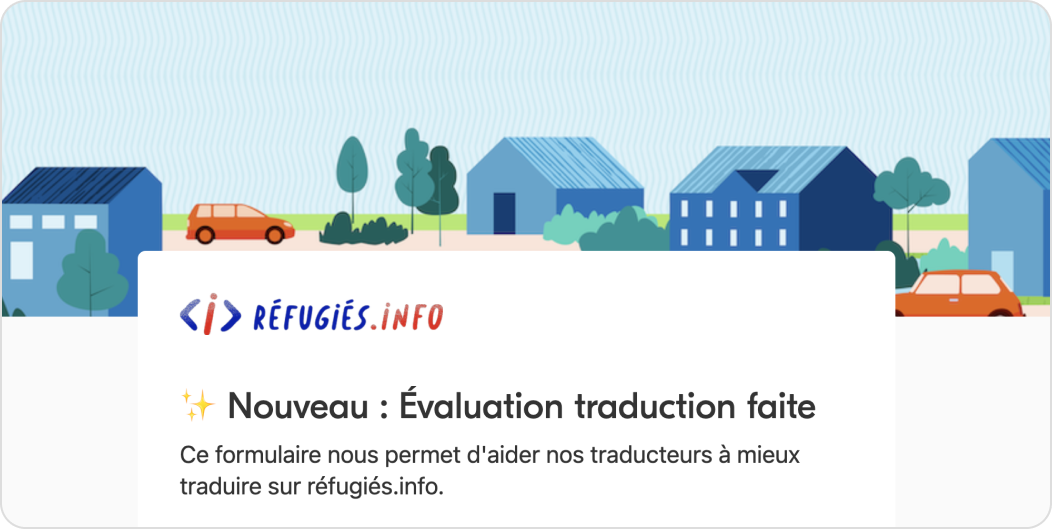 <i> RÉFUGiÉS.iNFO
✨ Nouveau : Évaluation traduction faite
Ce formulaire nous permet d'aider nos traducteurs à mieux
traduire sur réfugiés.info.